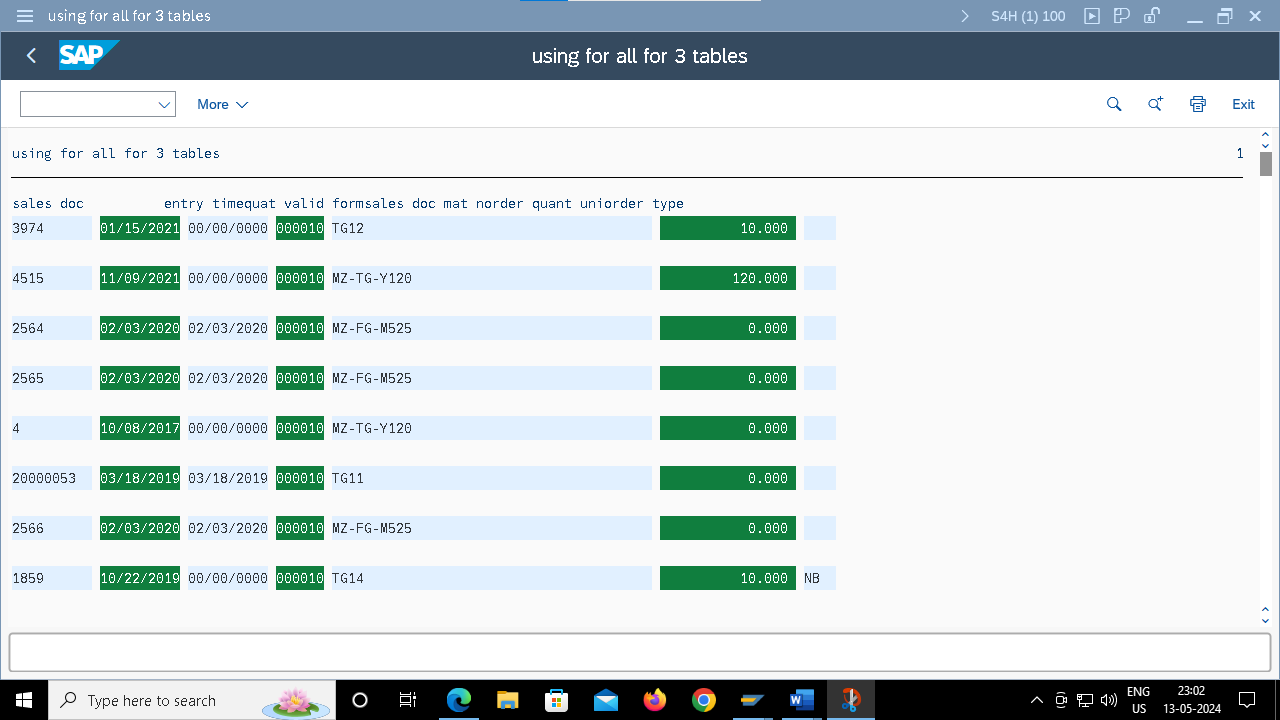 using for all for 3 tables
S4H (1) 100
SAP
using for all for 3 tables
More
Exit
using for all for 3 tables 1
sales doc entry timequat valid formsales doc mat norder quant uniorder type
3974 01/15/2021 00/00/0000 000010 TG12 10.000
4515 11/09/2021 00/00/0000 000010 MZ-TG-Y120 120.000
2564 02/03/2020 02/03/2020 000010 MZ-FG-M525 0.000
2565 02/03/2020 02/03/2020 000010 MZ-FG-M525 0.000
4 10/08/2017 00/00/0000 000010 MZ-TG-Y120 0.000
20000053 03/18/2019 03/18/2019 000010 TG11 0.000
2566 02/03/2020 02/03/2020 000010 MZ-FG-M525 0.000
1859 10/22/2019 00/00/0000 000010 TG14 10.000 NB
Type here to search
ENG
US
23:02
13-05-2024